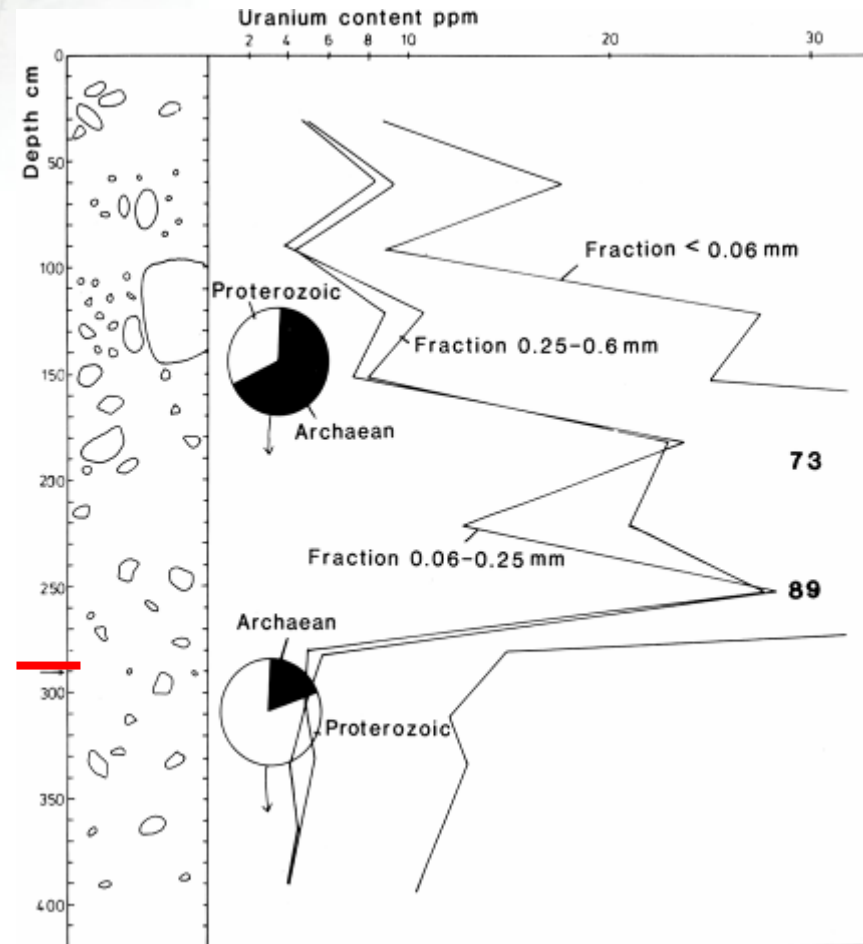 Uranium content ppm
2 4 6 8 10 20 30
Depth cm
0
50
100
150
200
250
300
350
400
Fraction < 0.06 mm
Proterozoic
Fraction 0.25-0.6 mm
Archaean
73
Fraction 0.06-0.25 mm
89
Archaean
Proterozoic